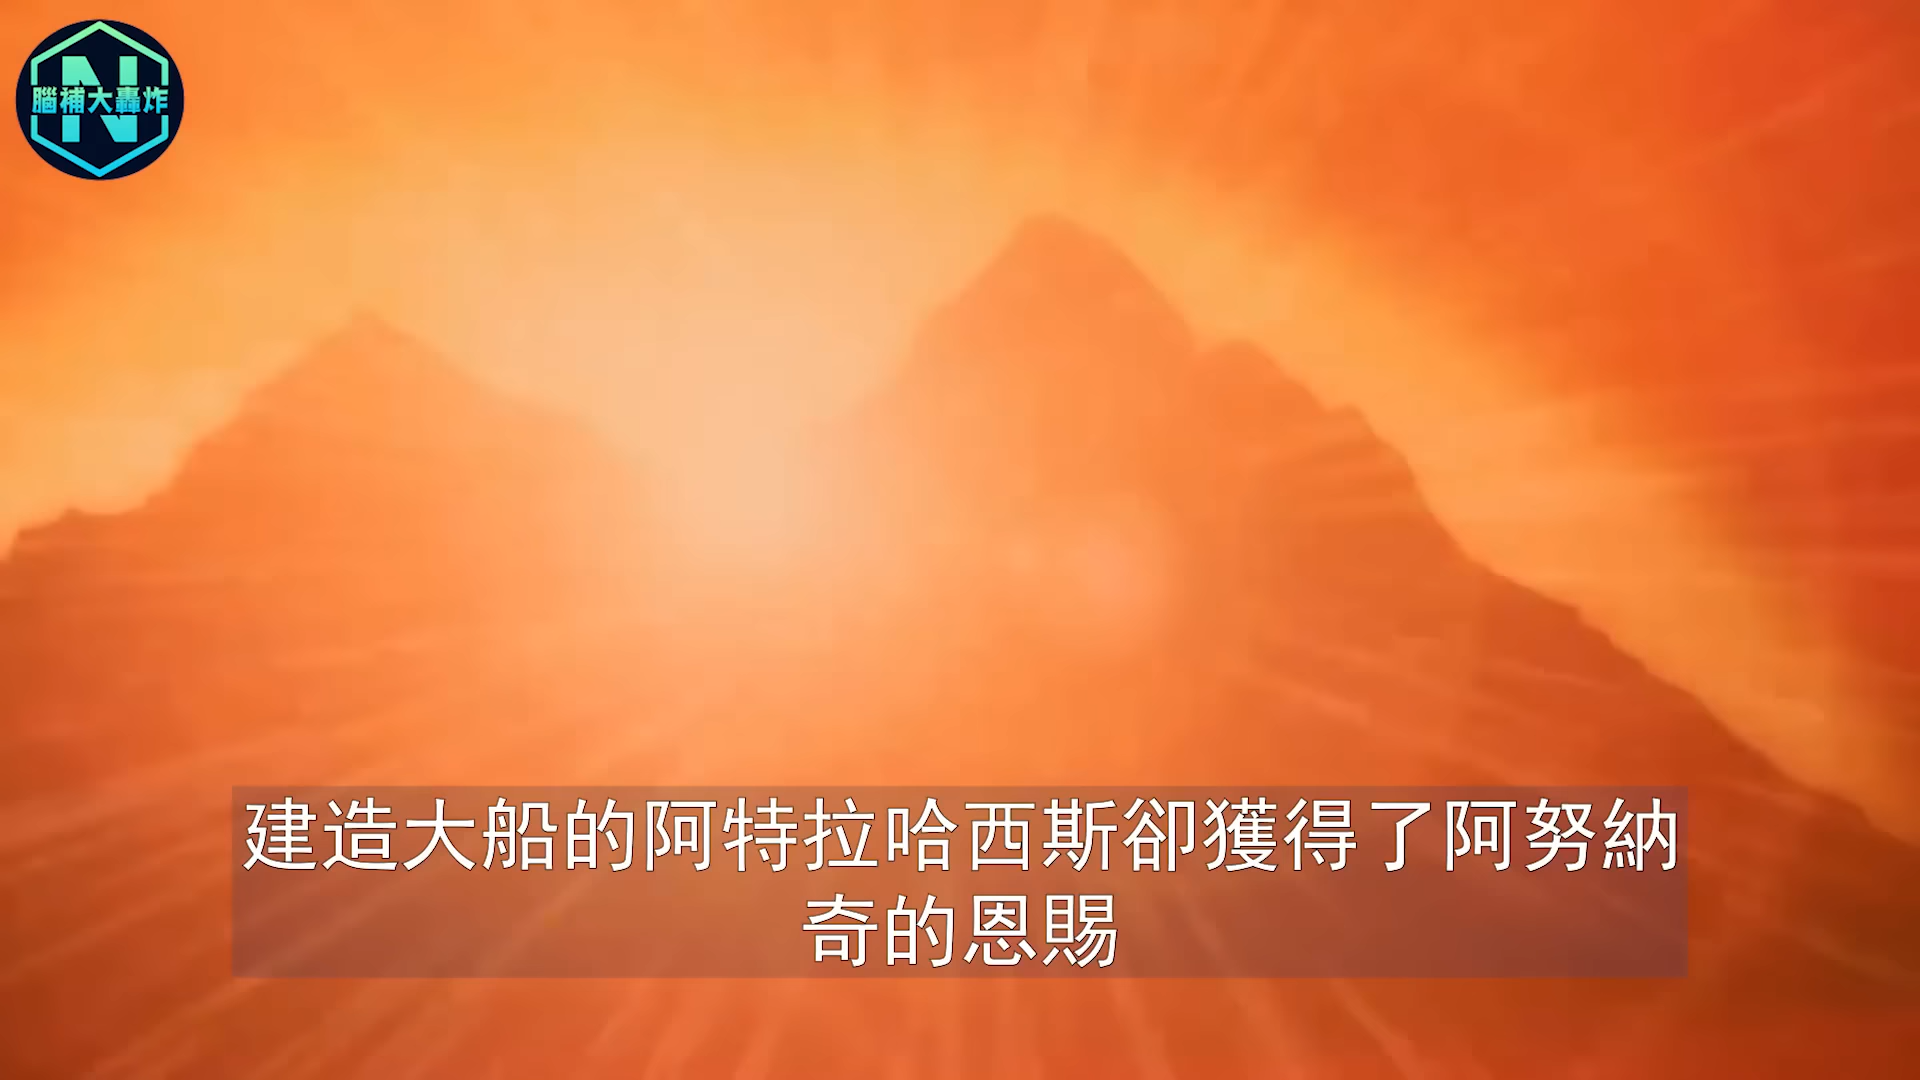 腦補大轟炸
建造大船的阿特拉哈西斯卻獲得了阿努納
奇的恩賜